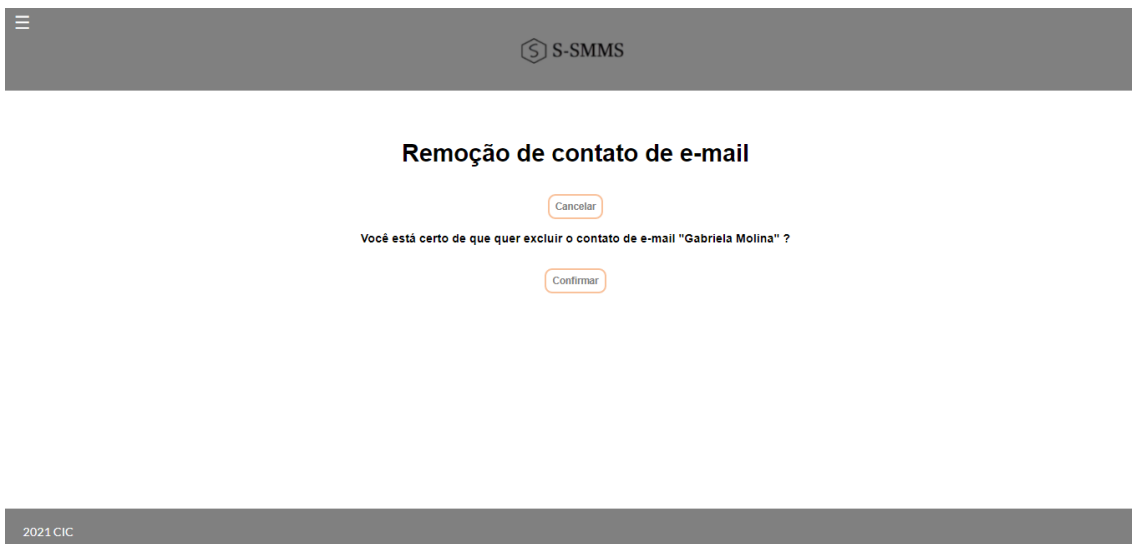 ☰
S S-SMMS
Remoção de contato de e-mail
Cancelar
Você está certo de que quer excluir o contato de e-mail "Gabriela Molina" ?
Confirmar
2021 CIC